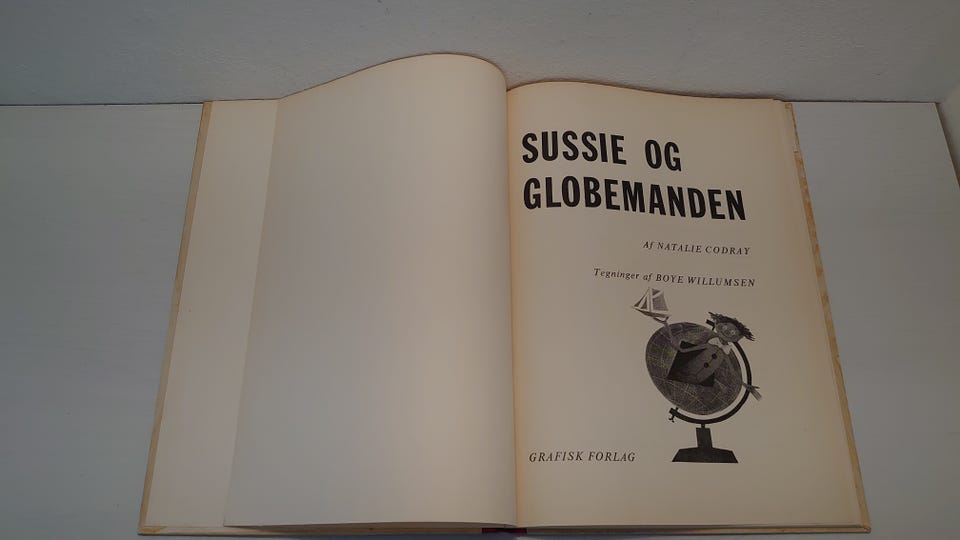 SUSSIE OG
GLOBEMANDEN
Af NATALIE CODRAY
Tegninger af BOYE WILLUMSEN
GRAFISK FORLAG